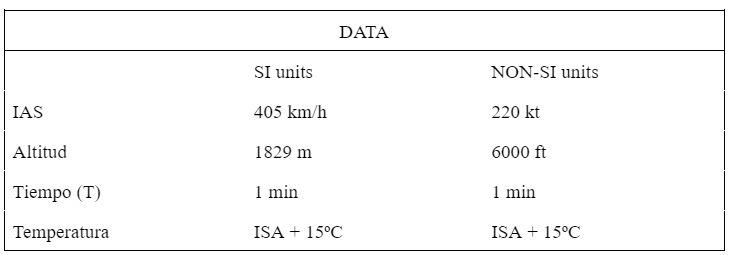 DATA
SI units NON-SI units
IAS 405 km/h 220 kt
Altitud 1829 m 6000 ft
Tiempo (T) 1 min 1 min
Temperatura ISA + 15ºC ISA + 15ºC